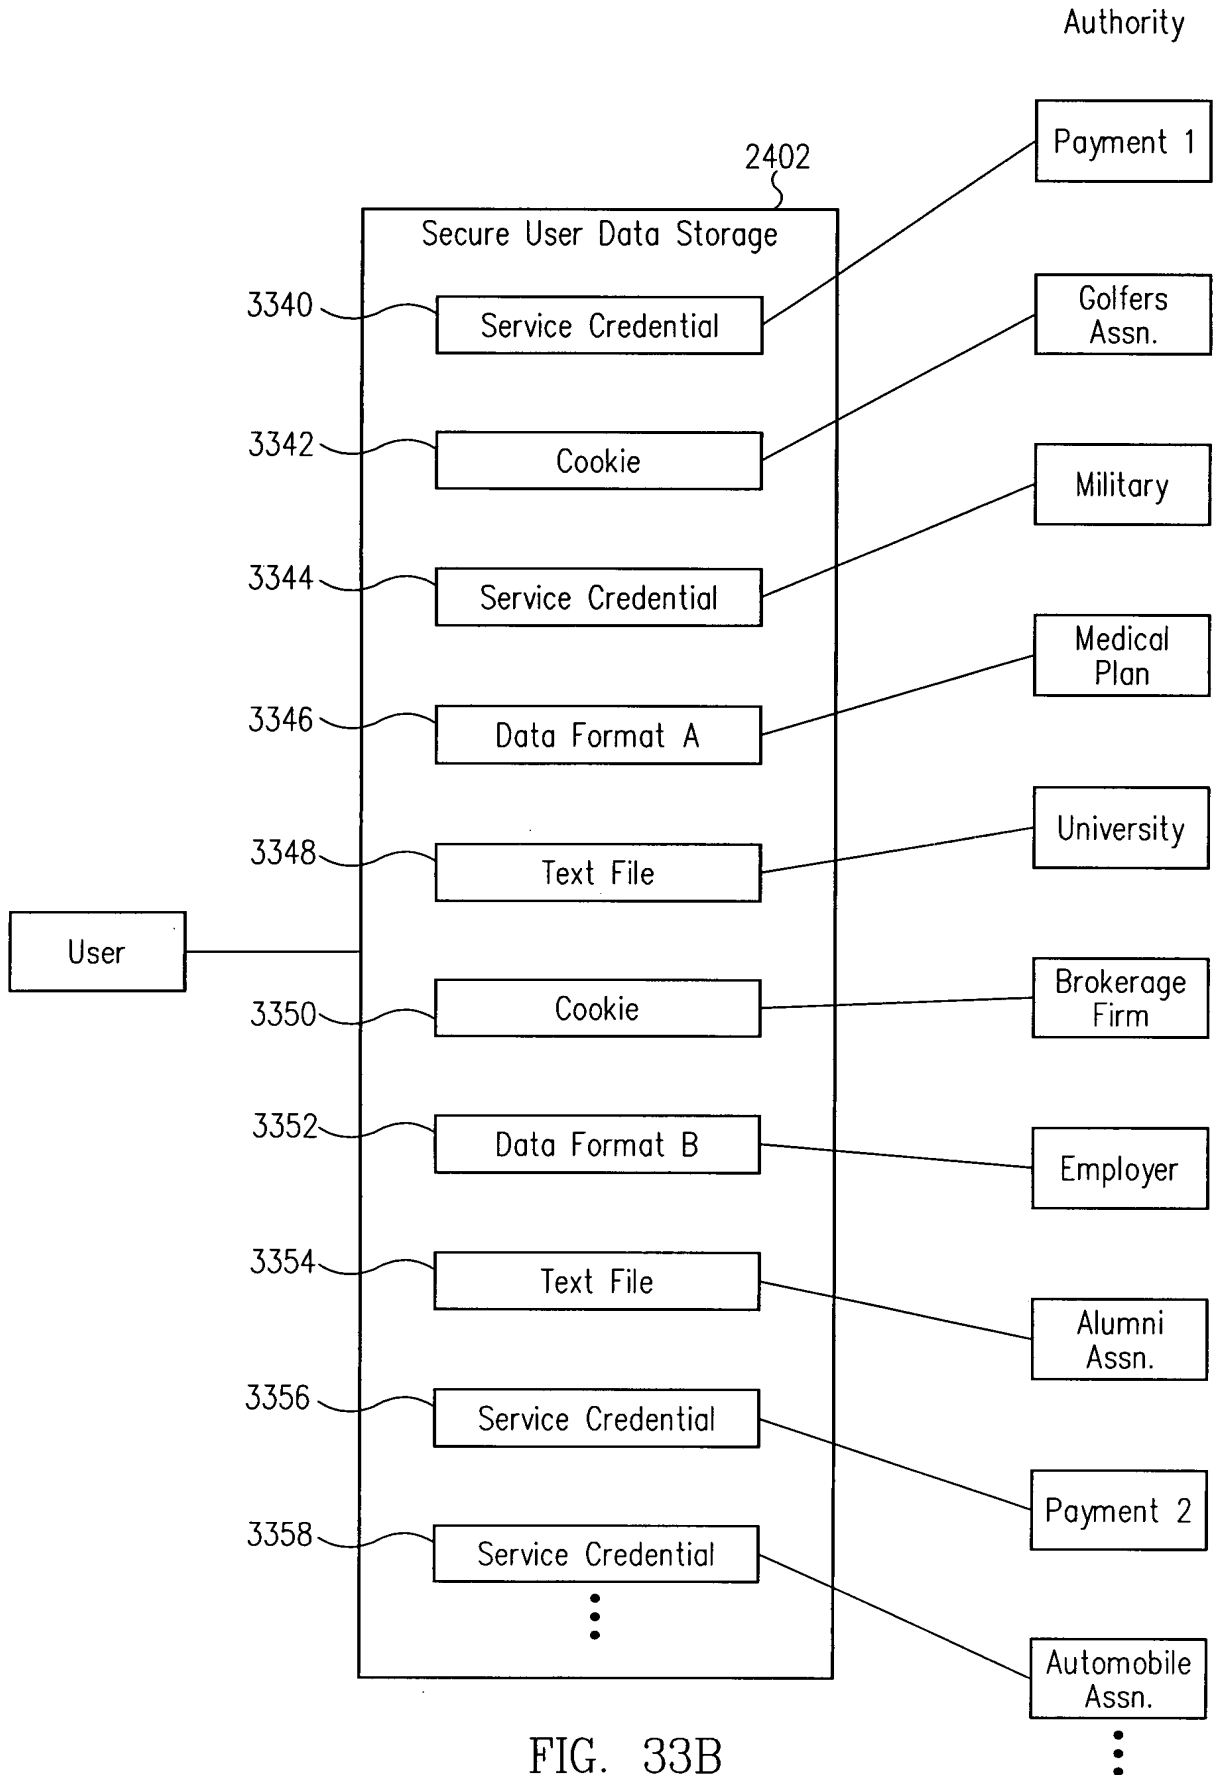 Authority
Payment 1
2402
Secure User Data Storage
3340
Service Credential
Golfers
Assn.
3342
Cookie
Military
3344
Service Credential
Medical
Plan
3346
Data Format A
University
3348
Text File
User
Brokerage
Firm
3350
Cookie
3352
Data Format B
Employer
3354
Text File
Alumni
Assn.
3356
Service Credential
Payment 2
3358
Service Credential
Automobile
Assn.
FIG. 33B